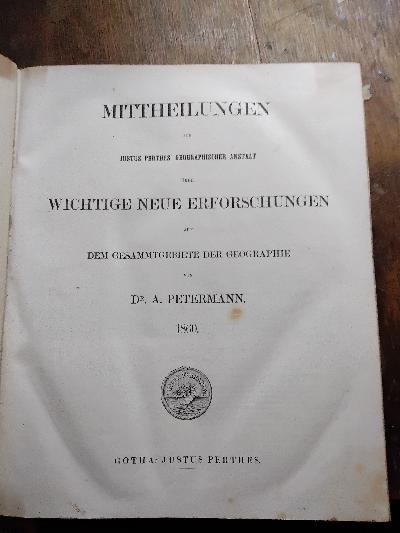 MITTHEILUNGEN
AUS
JUSTUS PERTHES' GEOGRAPHISCHER ANSTALT
ÜBER
WICHTIGE NEUE ERFORSCHUNGEN
AUF
DEM GESAMMTGEBIETE DER GEOGRAPHIE
VON
DR. A. PETERMANN.
1860.
GOTHA: JUSTUS PERTHES.